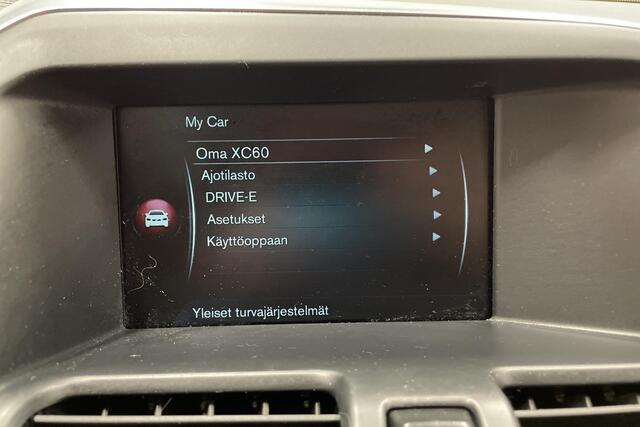 My Car
Oma XC60
Ajotilasto
DRIVE-E
Asetukset
Käyttöoppaan
Yleiset turvajärjestelmät